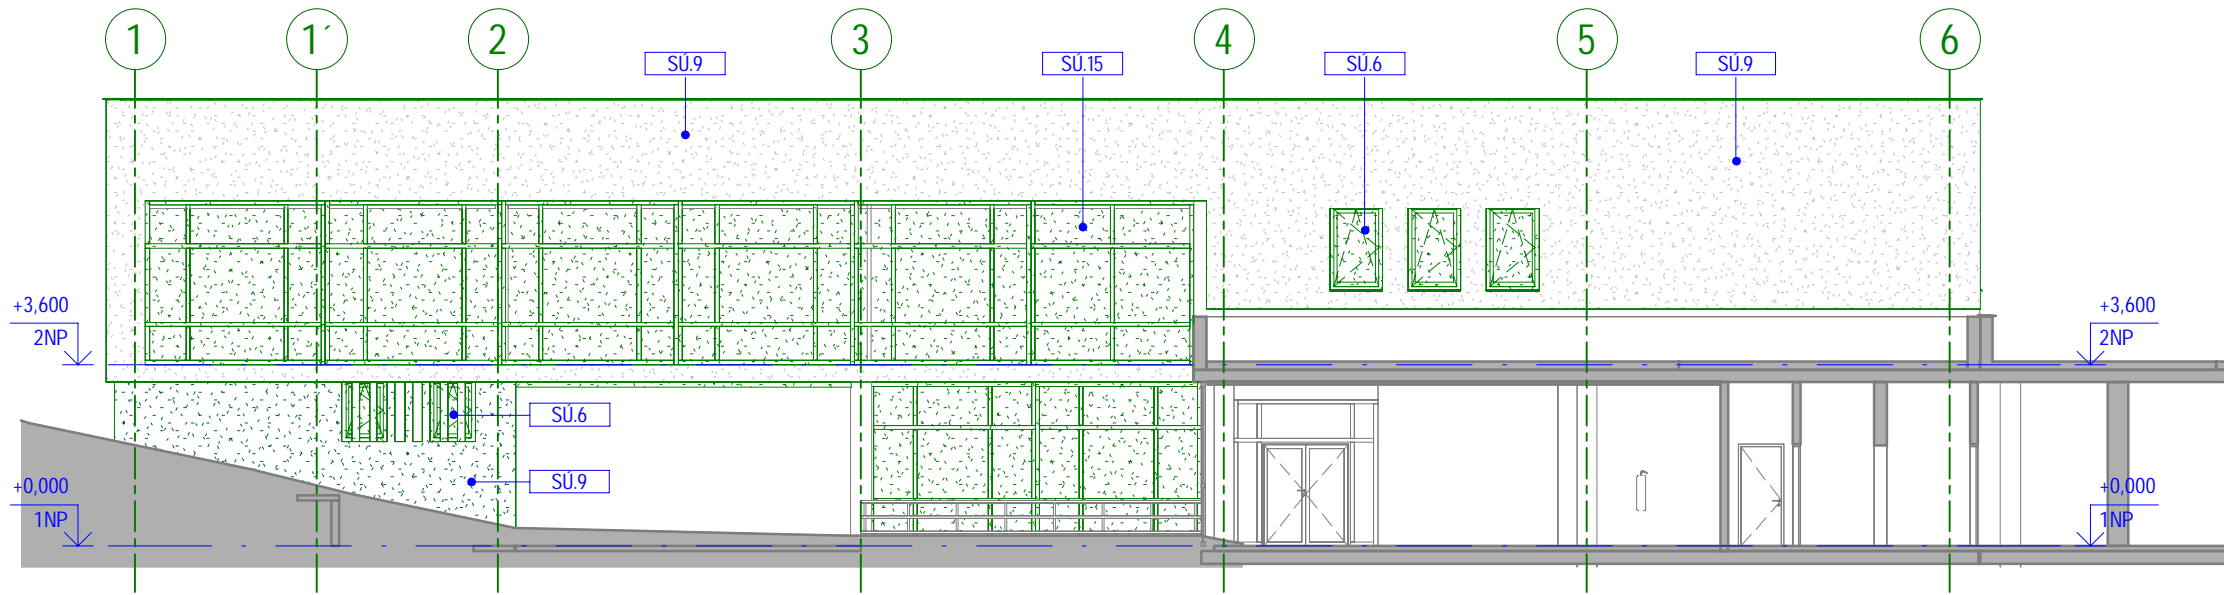 1 1´ 2 3 4 5 6
SÚ.9 SÚ.15 SÚ.6 SÚ.9
+3,600 +3,600
2NP 2NP
SÚ.6
SÚ.9
+0,000 +0,000
1NP 1NP